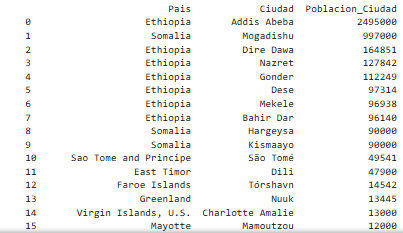 Pais Ciudad Poblacion_Ciudad
0 Ethiopia Addis Abeba 2495000
1 Somalia Mogadishu 997000
2 Ethiopia Dire Dawa 164851
3 Ethiopia Nazret 127842
4 Ethiopia Gonder 112249
5 Ethiopia Dese 97314
6 Ethiopia Mekele 96938
7 Ethiopia Bahir Dar 96140
8 Somalia Hargeysa 90000
9 Somalia Kismaayo 90000
10 Sao Tome and Principe São Tomé 49541
11 East Timor Dili 47900
12 Faroe Islands Tórshavn 14542
13 Greenland Nuuk 13445
14 Virgin Islands, U.S. Charlotte Amalie 13000
15 Mayotte Mamoutzou 12000